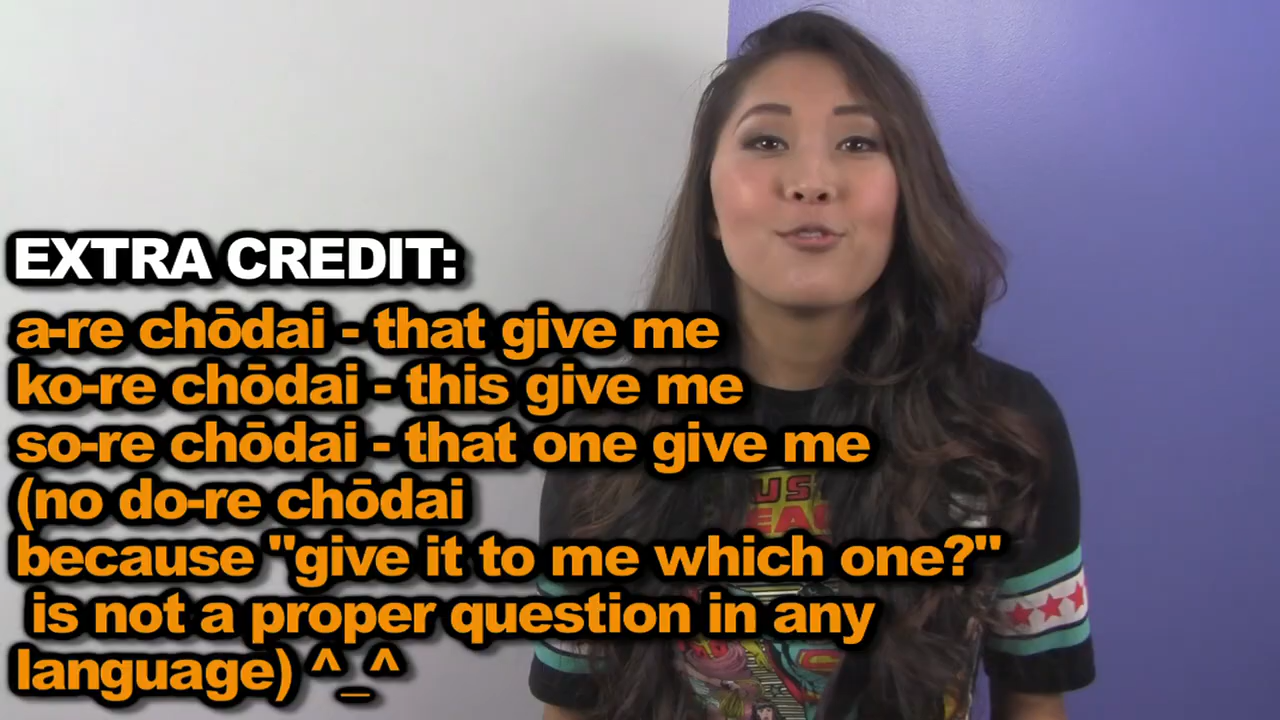 EXTRA CREDIT:
a-re chōdai - that give me
ko-re chōdai - this give me
so-re chōdai - that one give me
(no do-re chōdai
because "give it to me which one?"
is not a proper question in any
language) ^_^